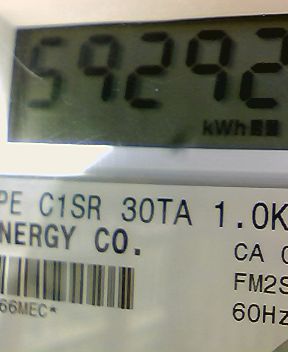 59292
kWh
PE C1SR 30TA 1.0K
NERGY CO.
CA
FM2S
60Hz
66MEC*